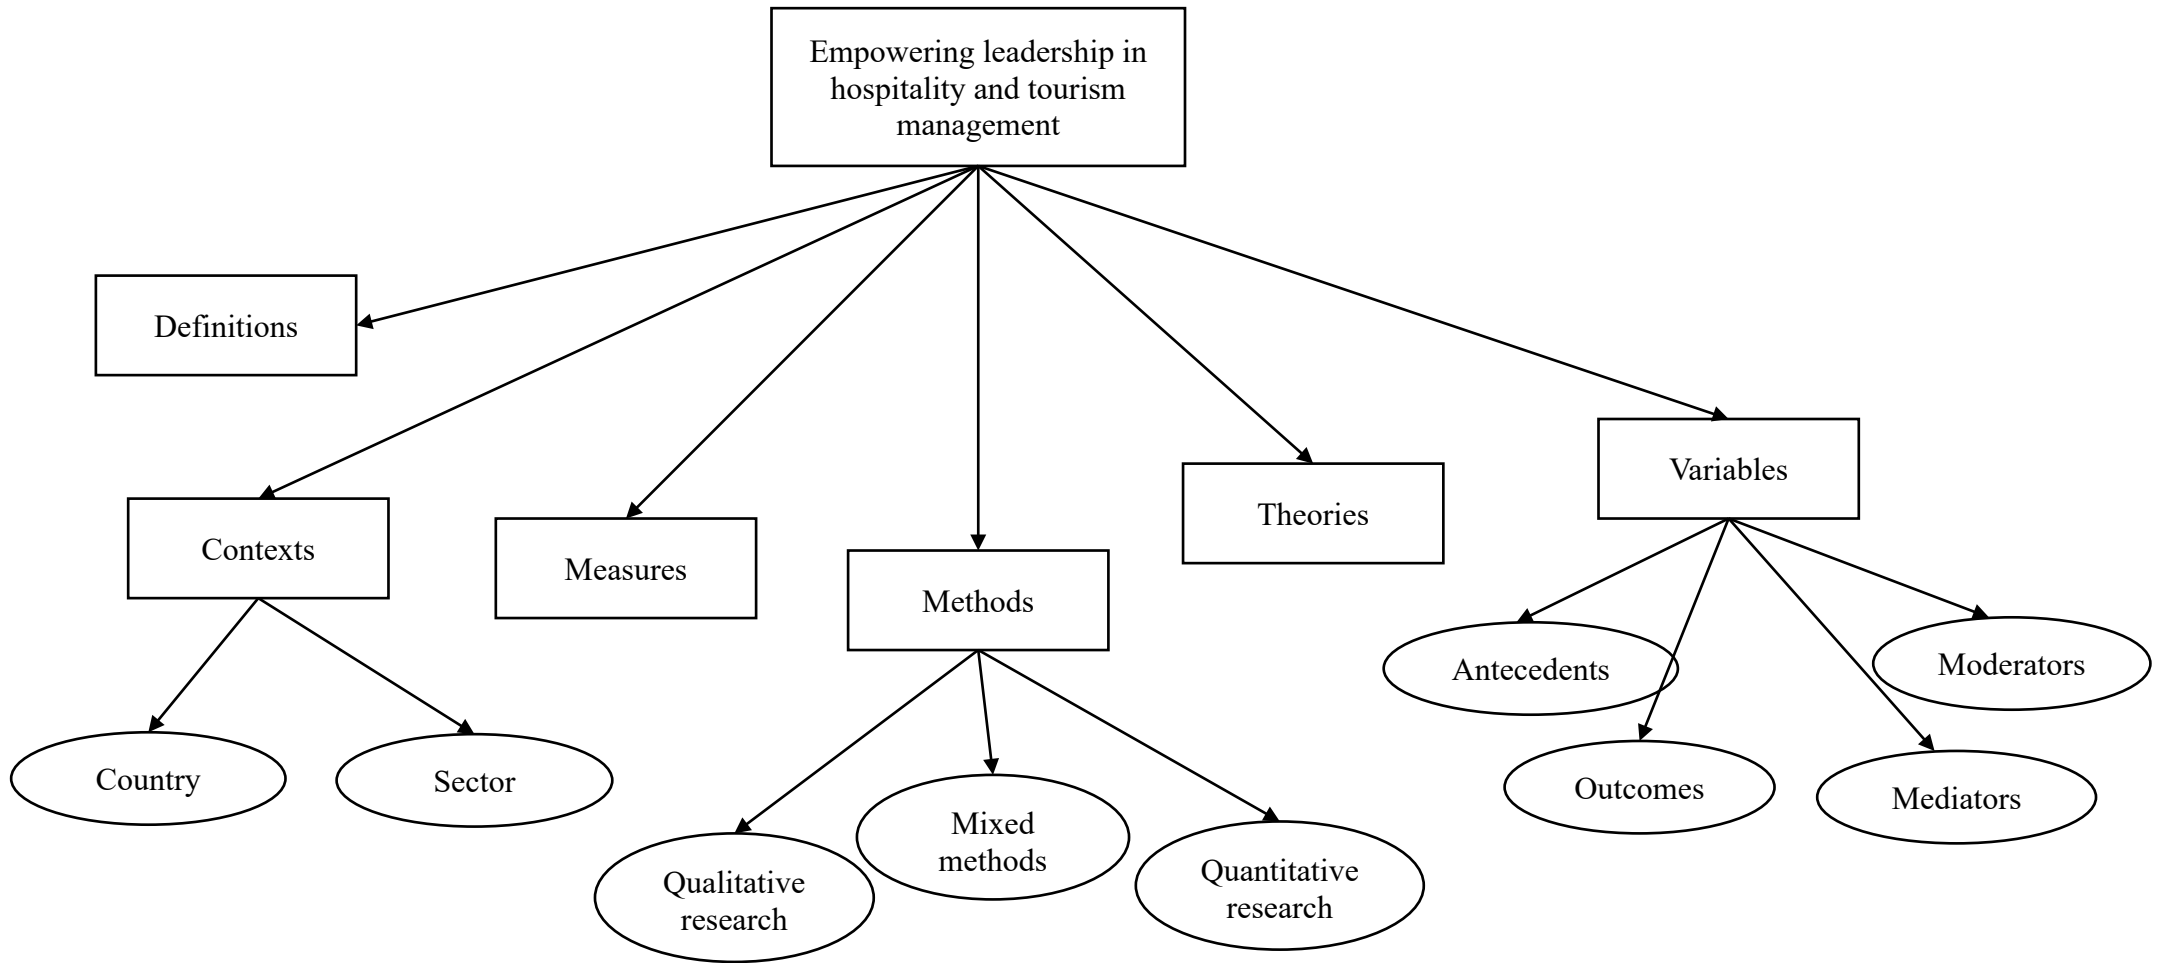 Empowering leadership in
hospitality and tourism
management
Definitions
Contexts
Measures
Methods
Theories
Variables
Country
Sector
Qualitative
research
Mixed
methods
Quantitative
research
Antecedents
Outcomes
Mediators
Moderators